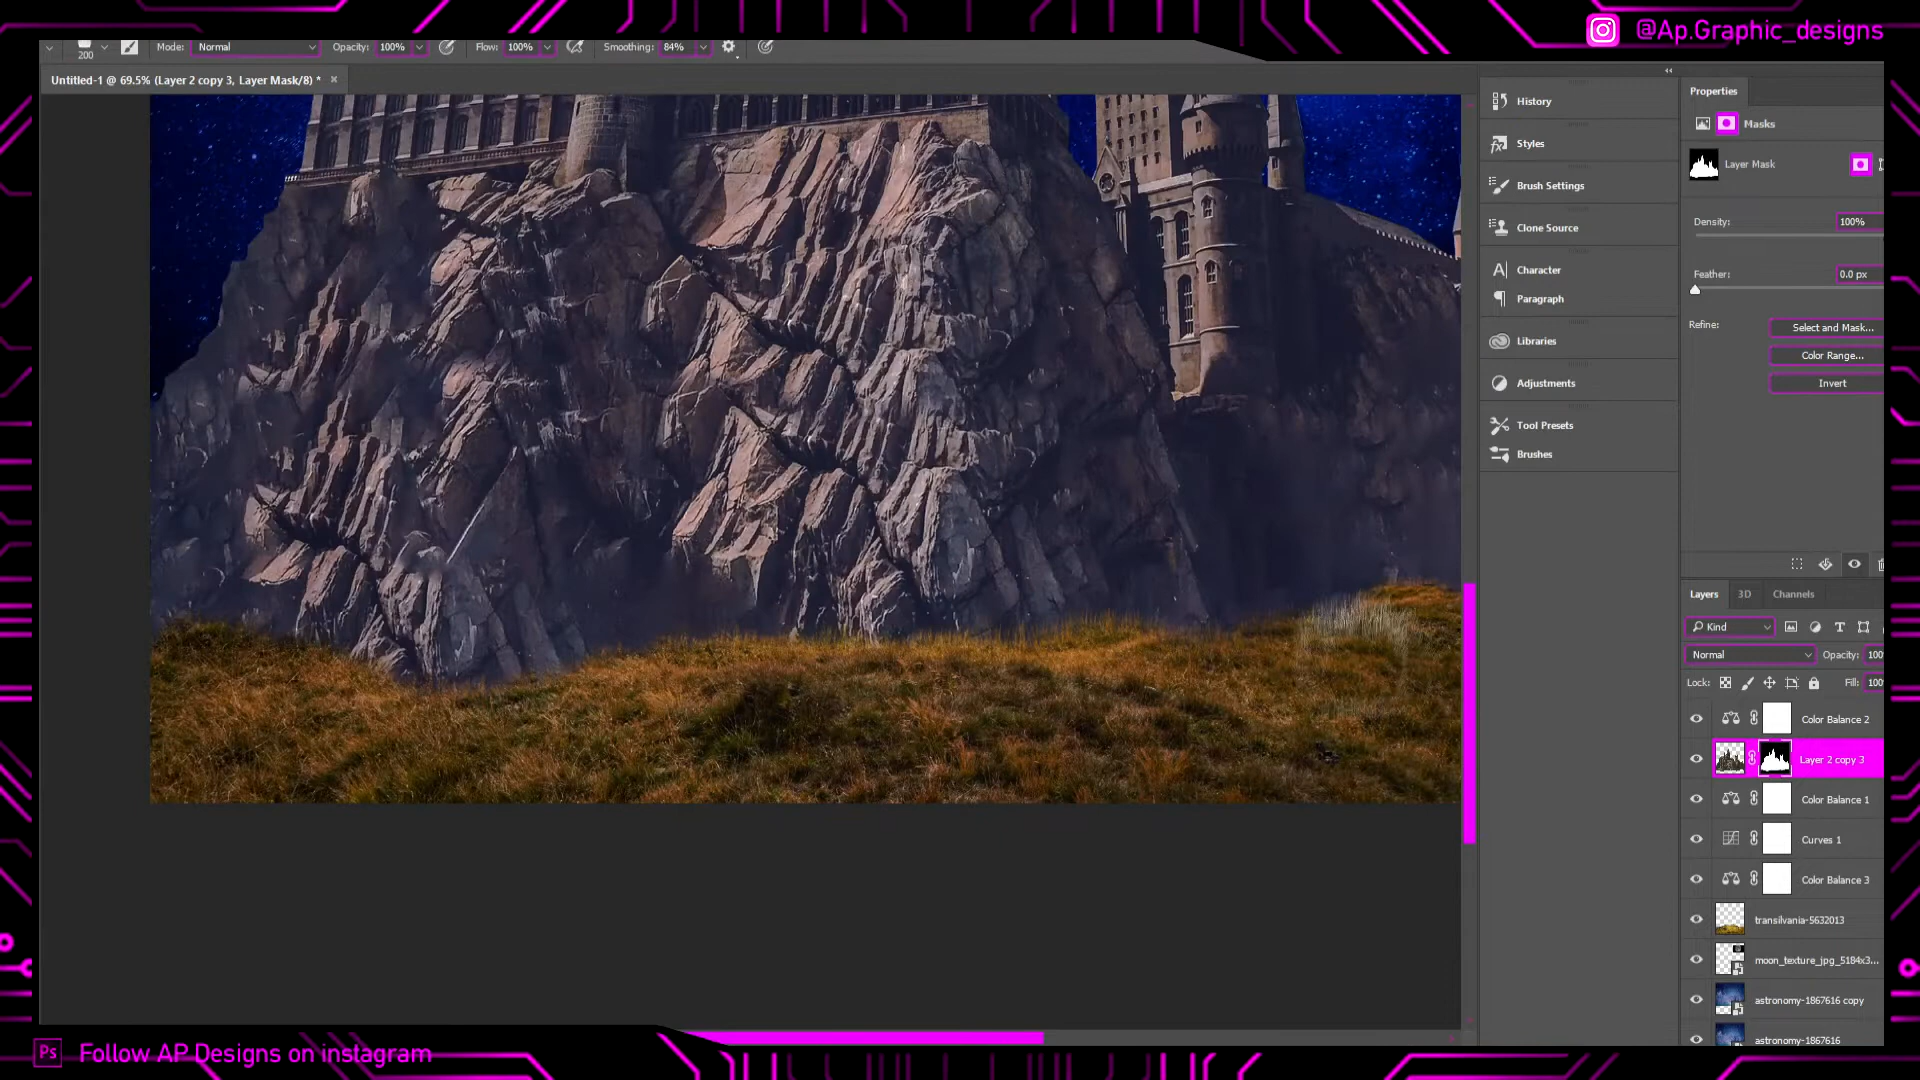 @Ap.Graphic_designs
200
Mode: Normal
Opacity: 100%
Flow: 100%
Smoothing: 84%
Untitled-1 @ 69.5% (Layer 2 copy 3, Layer Mask/8) *
History
Styles
Brush Settings
Clone Source
Character
Paragraph
Libraries
Adjustments
Tool Presets
Brushes
Properties
Masks
Layer Mask
Density: 100%
Feather: 0.0 px
Refine:
Select and Mask...
Color Range...
Invert
Layers 3D Channels
Kind
Normal
Opacity: 100
Lock:
Fill: 100
Color Balance 2
Layer 2 copy 3
Color Balance 1
Curves 1
Color Balance 3
transilvania-5632013
moon_texture_jpg_5184x3...
astronomy-1867616 copy
astronomy-1867616
Ps Follow AP Designs on instagram